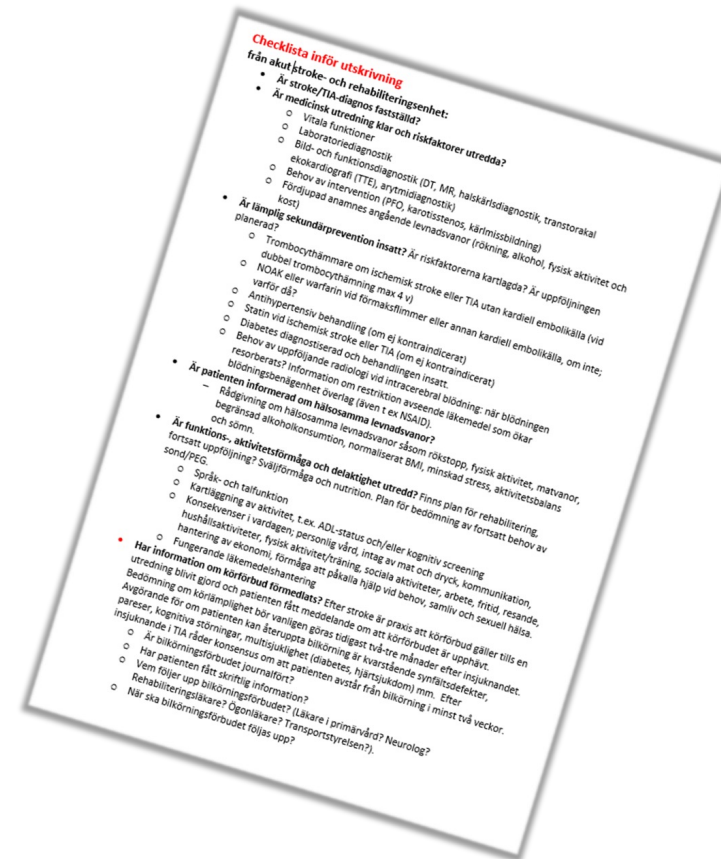 Checklista inför utskrivning
från akut stroke- och rehabiliteringsenhet:
• Är stroke/TIA-diagnos fastställd?
• Är medicinsk utredning klar och riskfaktorer utredda?
o Vitala funktioner
o Laboratoriediagnostik
o Bild- och funktionsdiagnostik (DT, MR, halskärlsdiagnostik, transtorakal
ekokardiografi (TTE), arytmidiagnostik)
o Behov av intervention (PFO, karotisstenos, kärlmissbildning)
o Fördjupad anamnes angående levnadsvanor (rökning, alkohol, fysisk aktivitet och
kost)
• Är lämplig sekundärprevention insatt? Är riskfaktorerna kartlagda? Är uppföljningen
planerad?
o Trombocythämmare om ischemisk stroke eller TIA utan kardiell embolikälla (vid
dubbel trombocythämning max 4 v)
o NOAK eller warfarin vid förmaksflimmer eller annan kardiell embolikälla, om inte;
varför då?
o Antihypertensiv behandling (om ej kontraindicerat)
o Statin vid ischemisk stroke eller TIA (om ej kontraindicerat)
o Diabetes diagnostiserad och behandlingen insatt.
o Behov av uppföljande radiologi vid intracerebral blödning: när blödningen
resorberats? Information om restriktion avseende läkemedel som ökar
blödningsbenägenhet överlag (även t ex NSAID).
• Är patienten informerad om hälsosamma levnadsvanor?
– Rådgivning om hälsosamma levnadsvanor såsom rökstopp, fysisk aktivitet, matvanor,
begränsad alkoholkonsumtion, normaliserat BMI, minskad stress, aktivitetsbalans
och sömn.
• Är funktions-, aktivitetsförmåga och delaktighet utredd? Finns plan för rehabilitering,
fortsatt uppföljning? Sväljförmåga och nutrition. Plan för bedömning av fortsatt behov av
sond/PEG.
o Språk- och talfunktion
o Kartläggning av aktivitet, t.ex. ADL-status och/eller kognitiv screening
o Konsekvenser i vardagen; personlig vård, intag av mat och dryck, kommunikation,
hushållsaktiviteter, fysisk aktivitet/träning, sociala aktiviteter, arbete, fritid, resande,
hantering av ekonomi, förmåga att påkalla hjälp vid behov, samliv och sexuell hälsa.
o Fungerande läkemedelshantering
• Har information om körförbud förmedlats? Efter stroke är praxis att körförbud gäller tills en
utredning blivit gjord och patienten fått meddelande om att körförbudet är upphävt.
Bedömning om körlämplighet bör vanligen göras tidigast två-tre månader efter insjuknandet.
Avgörande för om patienten kan återuppta bilkörning är kvarstående synfältsdefekter,
pareser, kognitiva störningar, multisjuklighet (diabetes, hjärtsjukdom) mm. Efter
insjuknande i TIA råder konsensus om att patienten avstår från bilkörning i minst två veckor.
o Är bilkörningsförbudet journalfört?
o Har patienten fått skriftlig information?
o Vem följer upp bilkörningsförbudet? (Läkare i primärvård? Neurolog?
Rehabiliteringsläkare? Ögonläkare? Transportstyrelsen?).
o När ska bilkörningsförbudet följas upp?